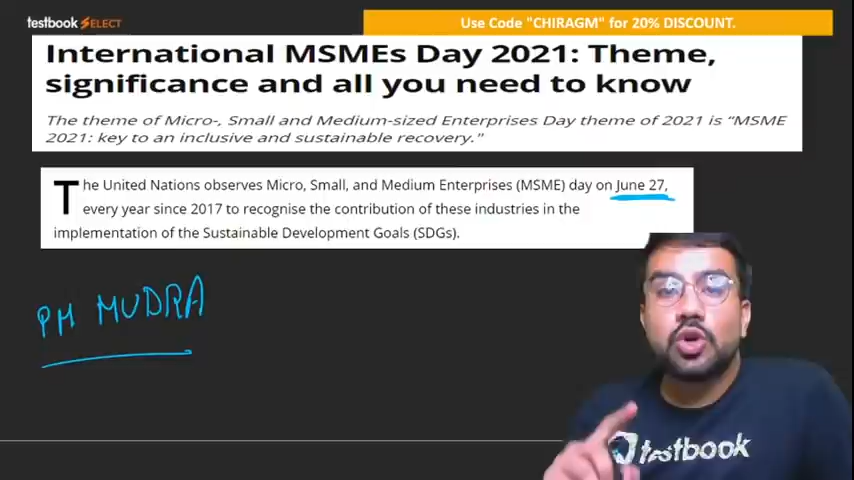 testbook SELECT
Use Code "CHIRAGM" for 20% DISCOUNT.
International MSMEs Day 2021: Theme,
significance and all you need to know
The theme of Micro-, Small and Medium-sized Enterprises Day theme of 2021 is "MSME
2021: key to an inclusive and sustainable recovery."
The United Nations observes Micro, Small, and Medium Enterprises (MSME) day on June 27,
every year since 2017 to recognise the contribution of these industries in the
implementation of the Sustainable Development Goals (SDGs).
PM MUDRA
testbook